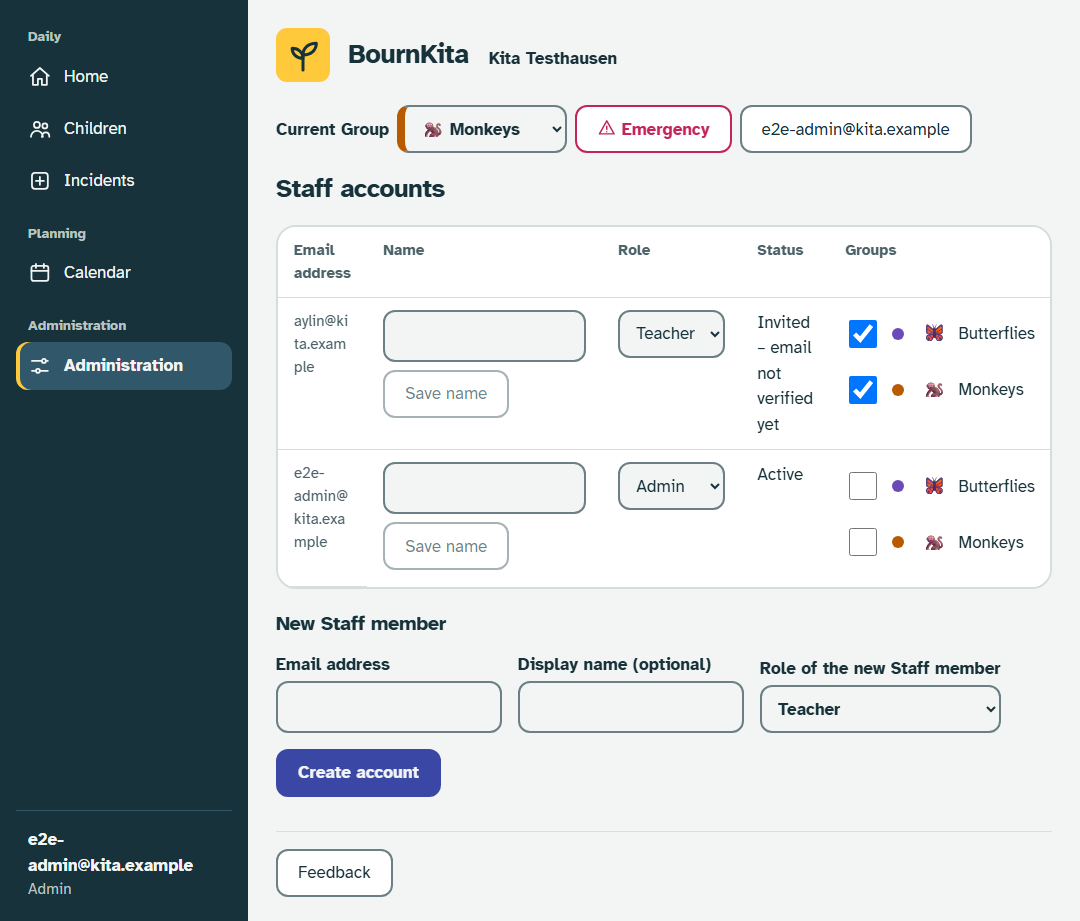 Daily
Home
Children
Incidents
Planning
Calendar
Administration
Administration
e2e-
admin@kita.example
Admin
BournKita Kita Testhausen
Current Group Monkeys Emergency e2e-admin@kita.example
Staff accounts
Email
address
Name
Role
Status
Groups
aylin@ki
ta.exam
ple
Save name
Teacher
Invited
– email
not
verified
yet
Butterflies
Monkeys
e2e-
admin@
kita.exa
mple
Save name
Admin
Active
Butterflies
Monkeys
New Staff member
Email address
Display name (optional)
Role of the new Staff member
Teacher
Create account
Feedback